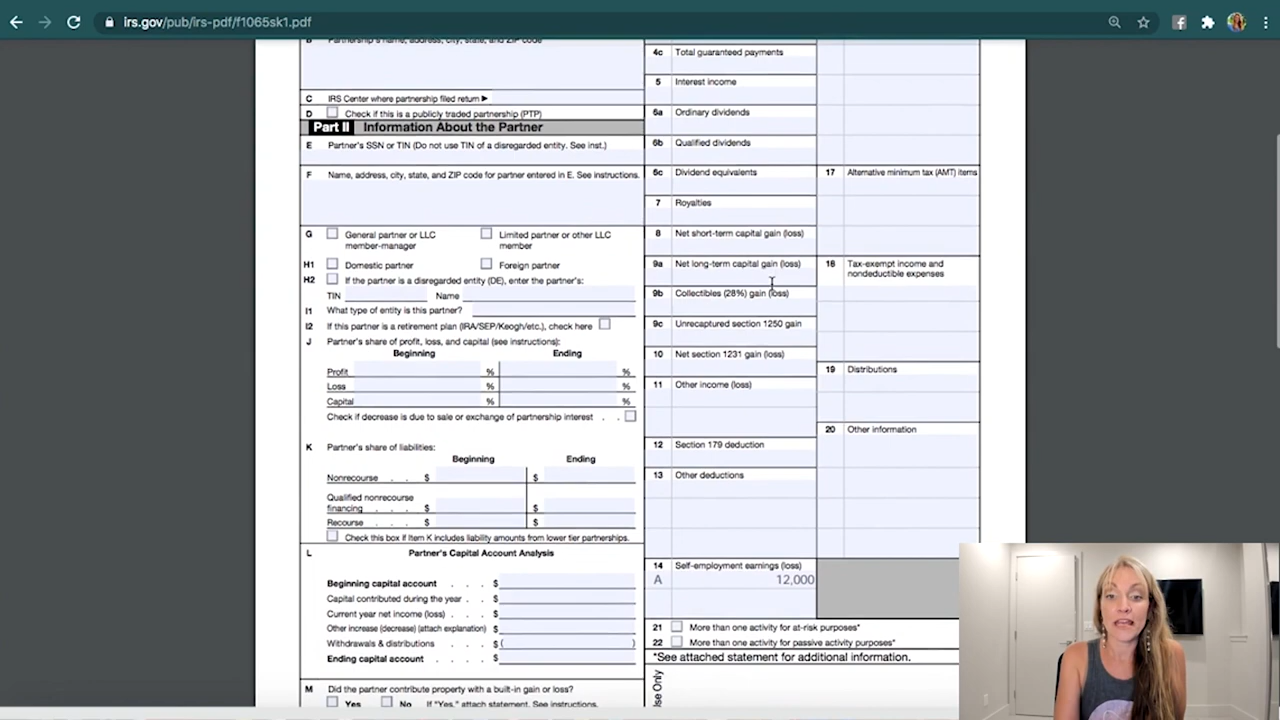 irs.gov/pub/irs-pdf/f1065sk1.pdf
B Partnership's name, address, city, state, and ZIP code
C IRS Center where partnership filed return ►
D Check if this is a publicly traded partnership (PTP)
Part II Information About the Partner
E Partner's SSN or TIN (Do not use TIN of a disregarded entity. See inst.)
F Name, address, city, state, and ZIP code for partner entered in E. See instructions.
G General partner or LLC Limited partner or other LLC
member-manager member
H1 Domestic partner Foreign partner
H2 If the partner is a disregarded entity (DE), enter the partner's:
TIN Name
I1 What type of entity is this partner?
I2 If this partner is a retirement plan (IRA/SEP/Keogh/etc.), check here
J Partner's share of profit, loss, and capital (see instructions):
Beginning Ending
Profit % %
Loss % %
Capital % %
Check if decrease is due to sale or exchange of partnership interest . .
K Partner's share of liabilities:
Beginning Ending
Nonrecourse . . $ $
Qualified nonrecourse
financing . . . $ $
Recourse . . . $ $
Check this box if Item K includes liability amounts from lower tier partnerships.
L Partner's Capital Account Analysis
Beginning capital account . . . $
Capital contributed during the year . . $
Current year net income (loss) . . . $
Other increase (decrease) (attach explanation) $
Withdrawals & distributions . . . $ ( )
Ending capital account . . . . $
M Did the partner contribute property with a built-in gain or loss?
Yes No If "Yes," attach statement. See instructions.
4c Total guaranteed payments
5 Interest income
6a Ordinary dividends
6b Qualified dividends
6c Dividend equivalents
7 Royalties
8 Net short-term capital gain (loss)
9a Net long-term capital gain (loss)
9b Collectibles (28%) gain (loss)
9c Unrecaptured section 1250 gain
10 Net section 1231 gain (loss)
11 Other income (loss)
12 Section 179 deduction
13 Other deductions
14 Self-employment earnings (loss)
A 12,000
17 Alternative minimum tax (AMT) items
18 Tax-exempt income and
nondeductible expenses
19 Distributions
20 Other information
21 More than one activity for at-risk purposes*
22 More than one activity for passive activity purposes*
*See attached statement for additional information.
Use Only